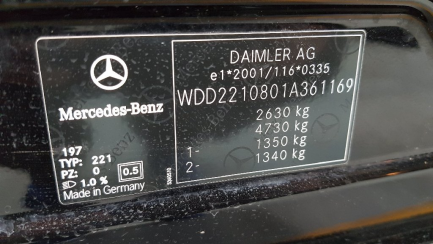 Mercedes-Benz
197
TYP: 221
PZ: 0
1.0 % 0.5
Made in Germany
DAIMLER AG
e1*2001/116*0335
WDD2210801A361169
2630 kg
4730 kg
1- 1350 kg
2- 1340 kg